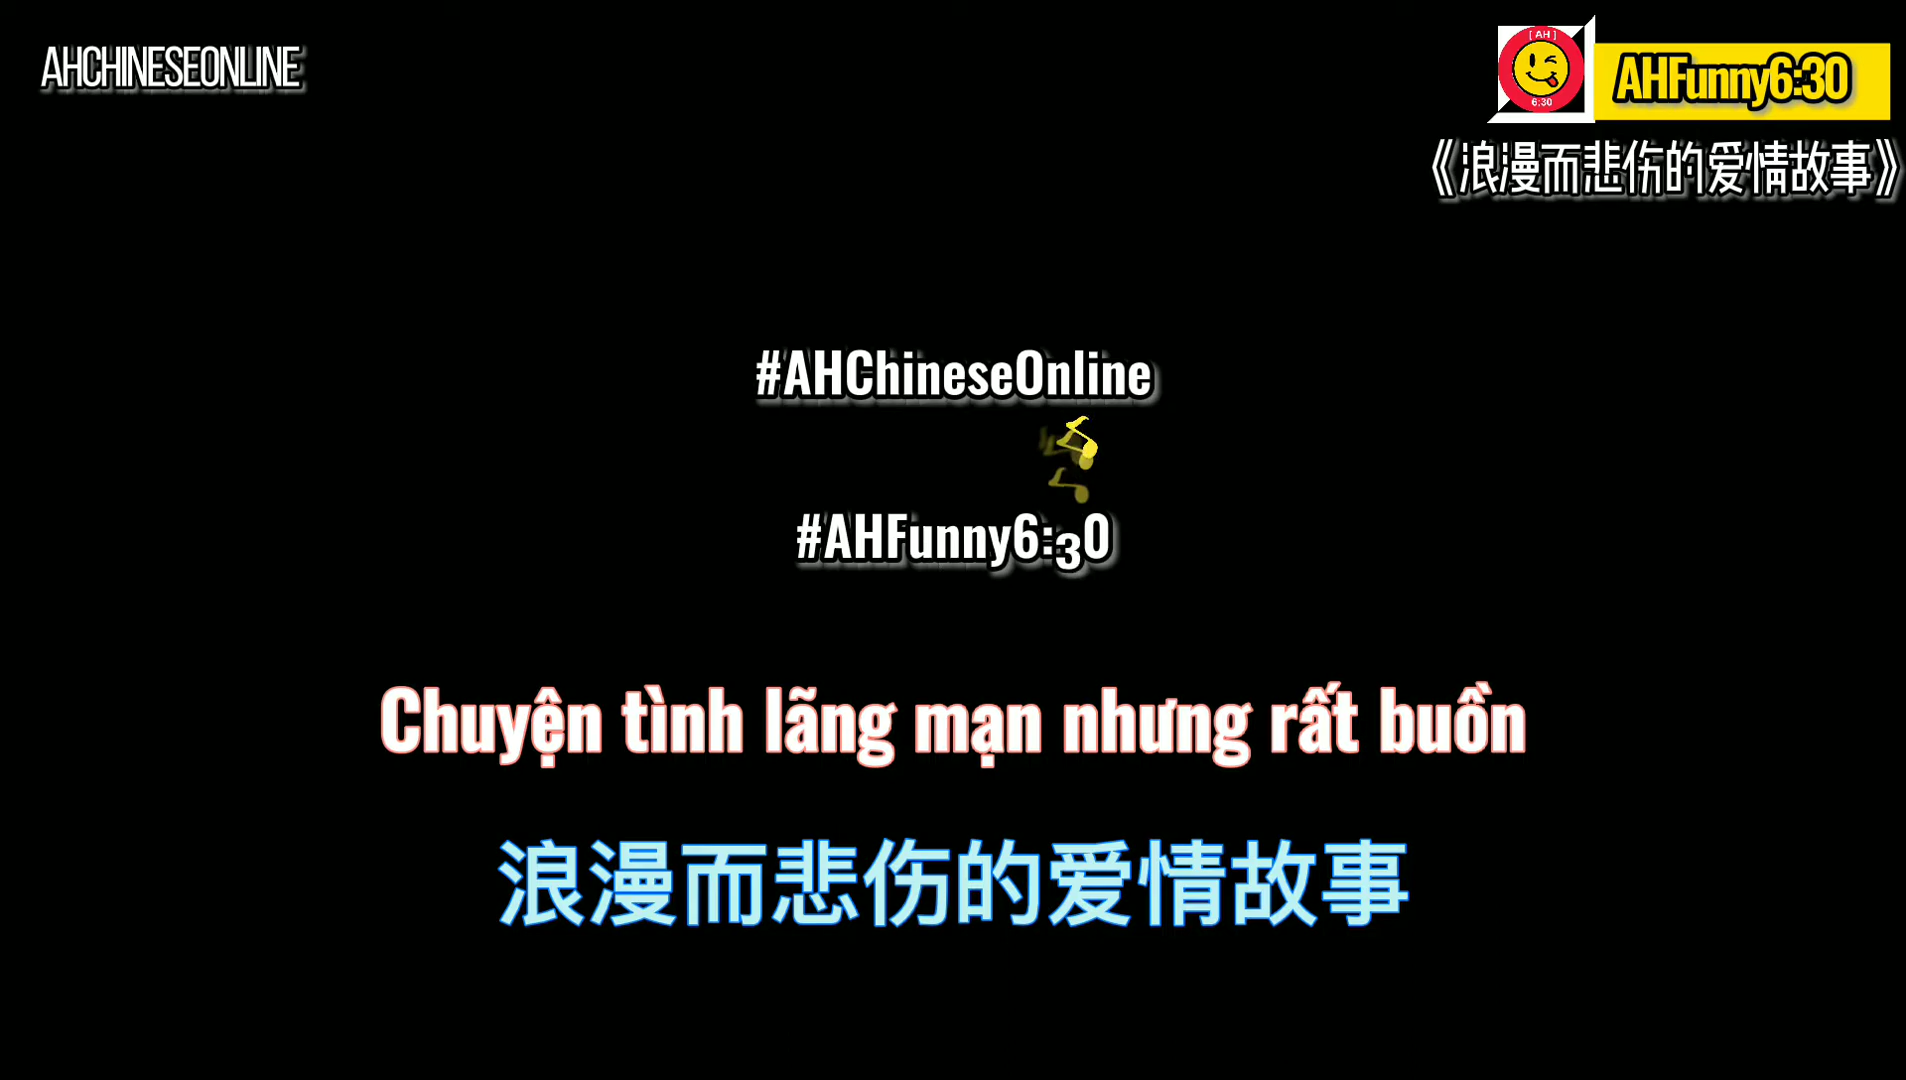 AHCHINESEONLINE
[ AH ]
6:30
AHFunny6:30
《浪漫而悲伤的爱情故事》
#AHChineseOnline
#AHFunny6:30
Chuyện tình lãng mạn nhưng rất buồn
浪漫而悲伤的爱情故事